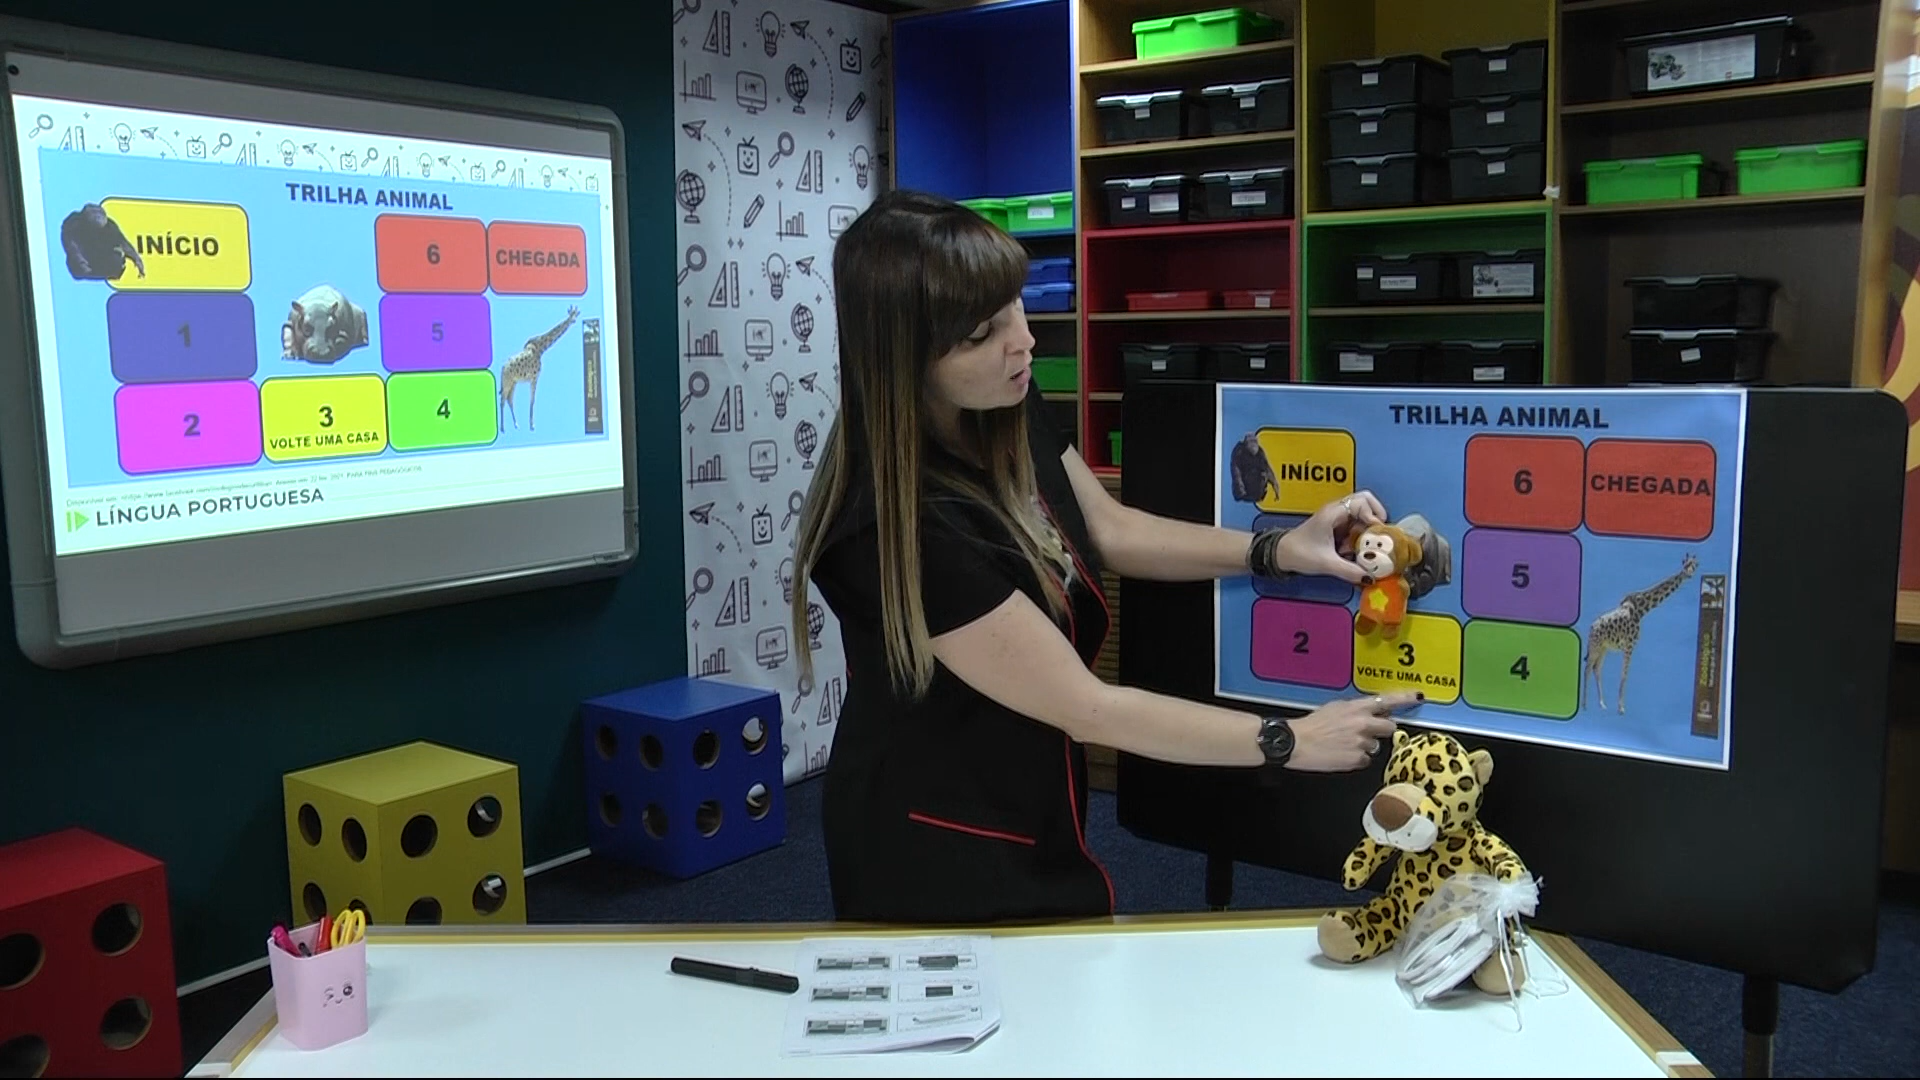 TRILHA ANIMAL
INÍCIO
6
CHEGADA
1
5
2
3
VOLTE UMA CASA
4
LÍNGUA PORTUGUESA
TRILHA ANIMAL
INÍCIO
6
CHEGADA
5
2
3
VOLTE UMA CASA
4
Zoológico